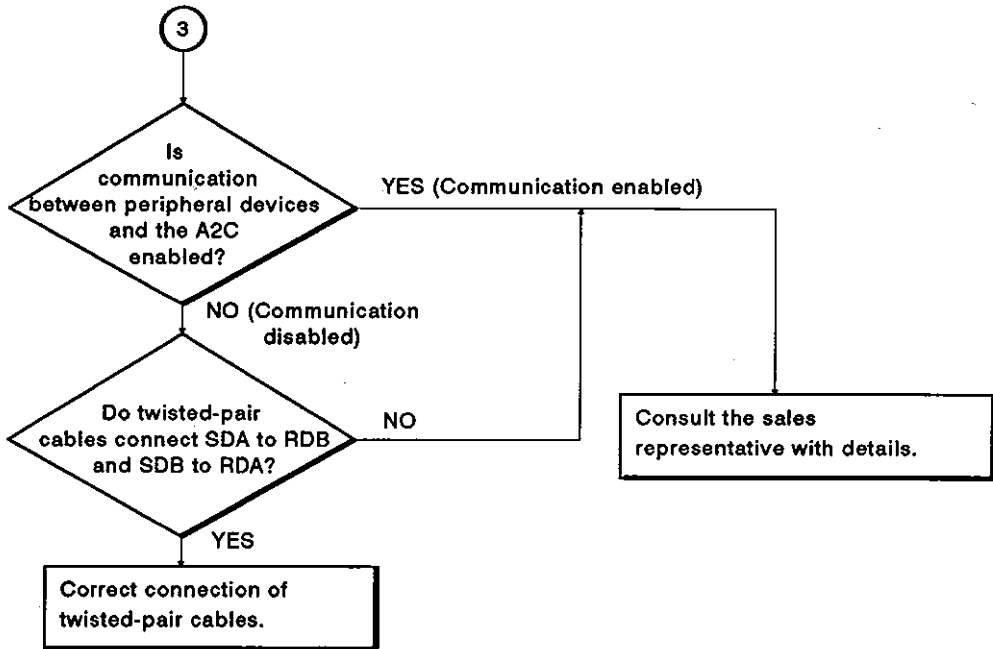 3
Is
communication
between peripheral devices
and the A2C
enabled?
YES (Communication enabled)
NO (Communication
disabled)
Do twisted-pair
cables connect SDA to RDB
and SDB to RDA?
NO
Consult the sales
representative with details.
YES
Correct connection of
twisted-pair cables.